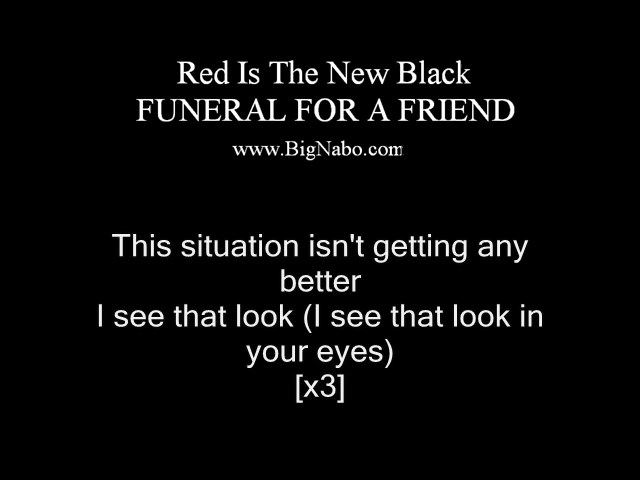 Red Is The New Black
FUNERAL FOR A FRIEND
www.BigNabo.com
This situation isn't getting any
better
I see that look (I see that look in
your eyes)
[x3]